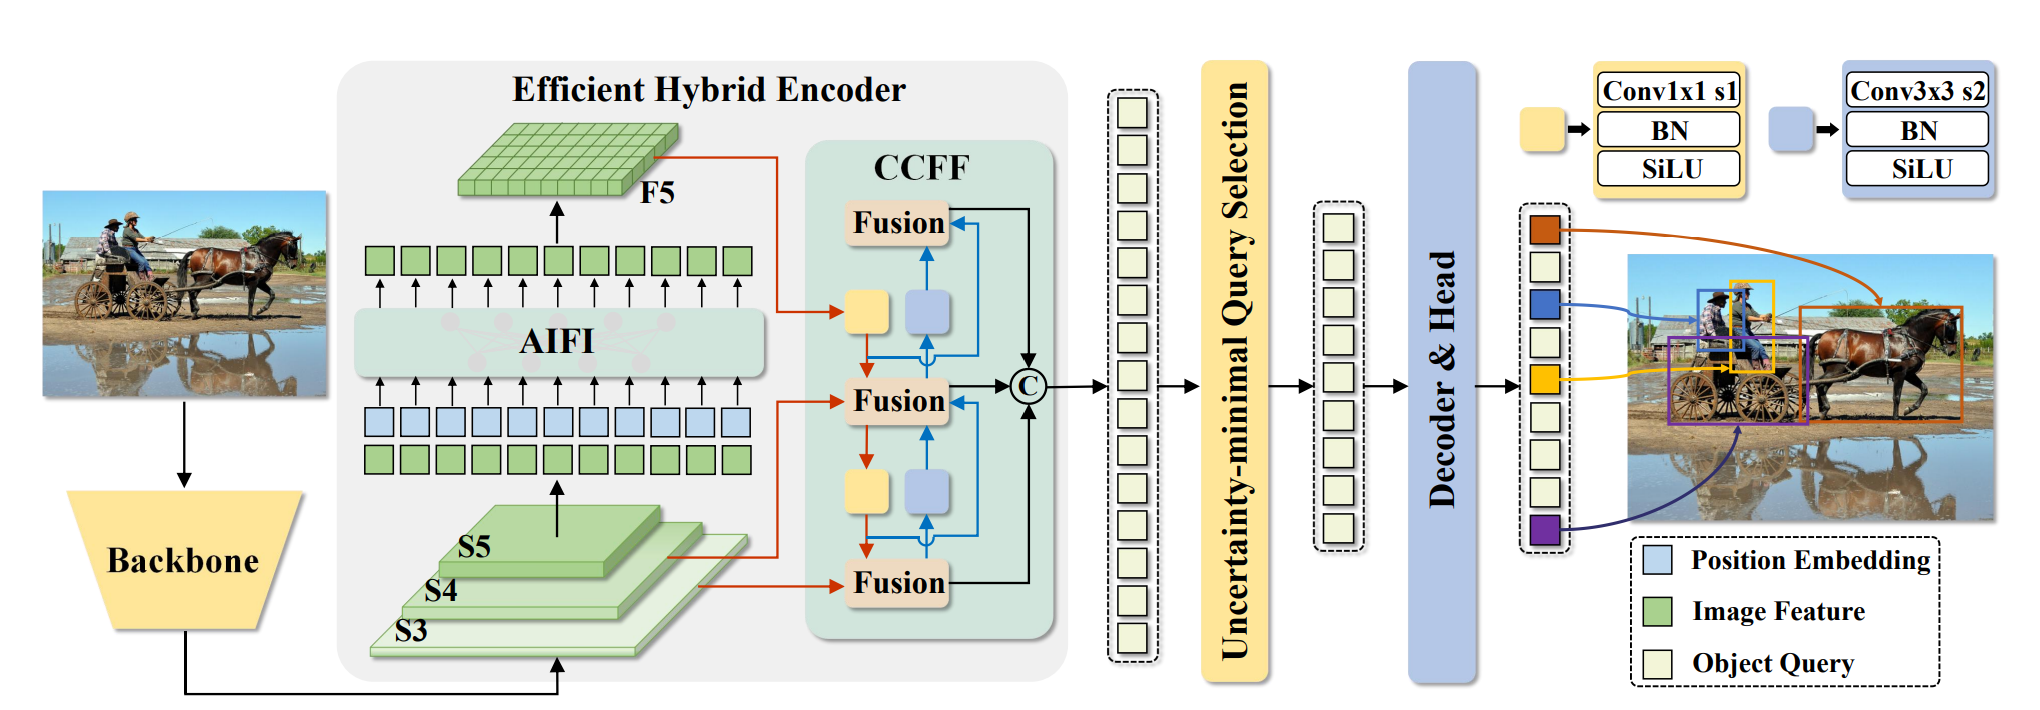 Efficient Hybrid Encoder
F5
CCFF
Fusion
AIFI
Fusion
C
S5
S4
S3
Fusion
Backbone
Uncertainty-minimal Query Selection
Decoder & Head
Conv1x1 s1
BN
SiLU
Conv3x3 s2
BN
SiLU
Position Embedding
Image Feature
Object Query